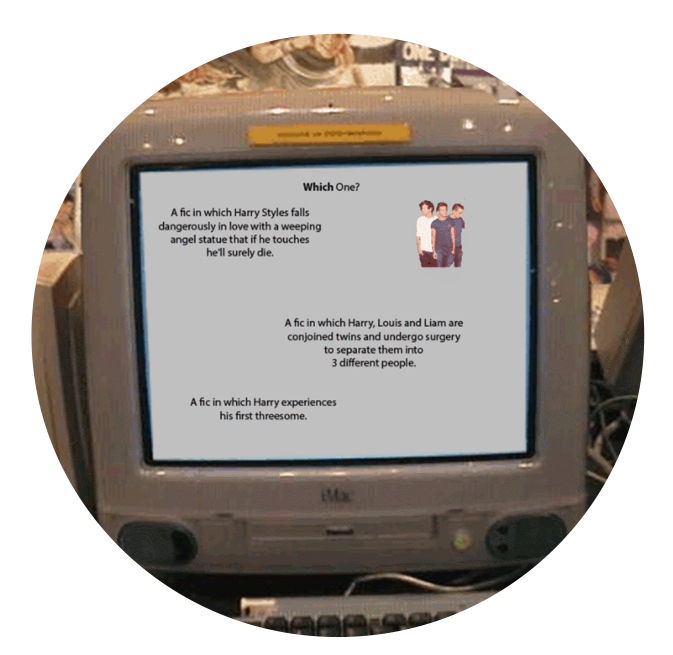 ONE D
Which One?
A fic in which Harry Styles falls
dangerously in love with a weeping
angel statue that if he touches
he'll surely die.
A fic in which Harry, Louis and Liam are
conjoined twins and undergo surgery
to separate them into
3 different people.
A fic in which Harry experiences
his first threesome.
iMac